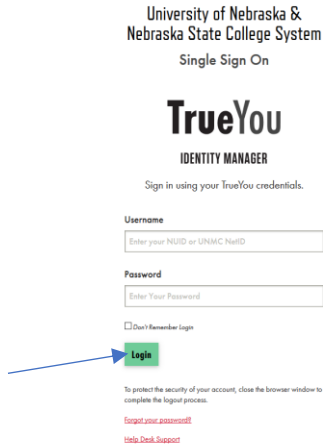 University of Nebraska &
Nebraska State College System
Single Sign On
TrueYou
IDENTITY MANAGER
Sign in using your TrueYou credentials.
Username
Enter your NUID or UNMC NetID
Password
Enter Your Password
Don't Remember Login
Login
To protect the security of your account, close the browser window to
complete the logout process.
Forgot your password?
Help Desk Support